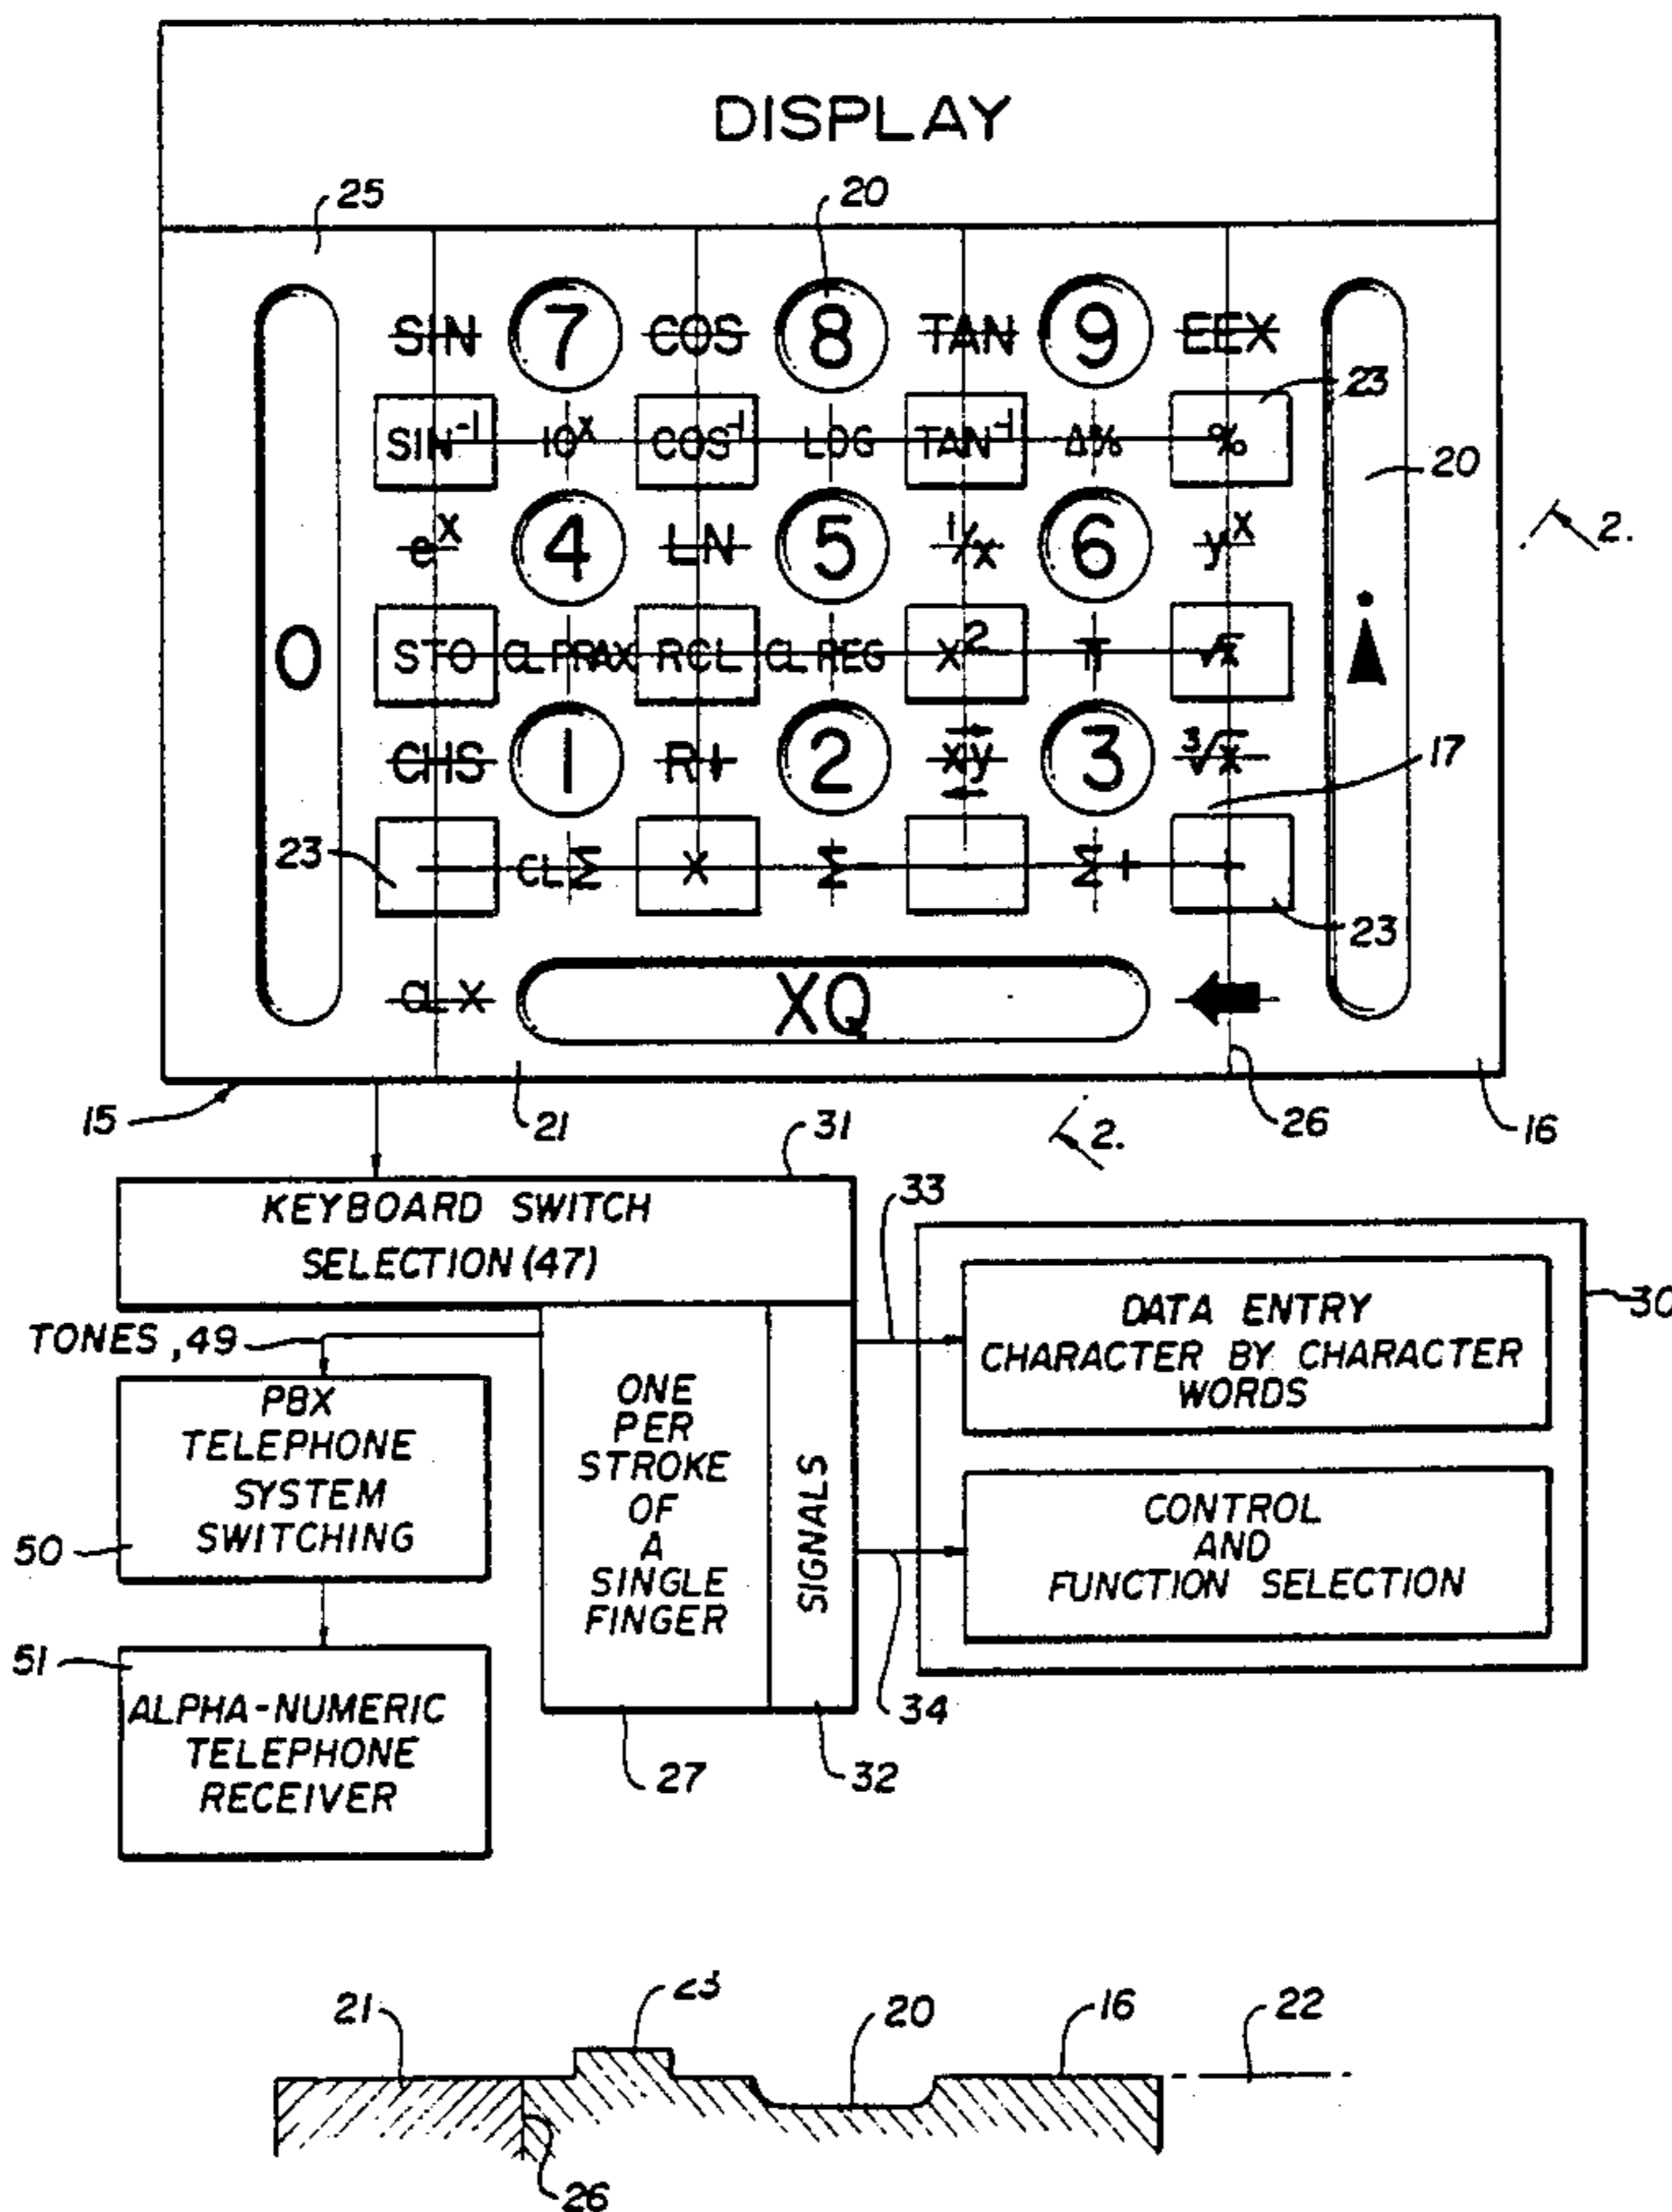 DISPLAY
25 20
SIN 7 COS 8 TAN 9 EEX
23
SIN⁻¹ 10ˣ COS⁻¹ LOG TAN⁻¹ Δ% %
20
eˣ 4 LN 5 1/x 6 yˣ
2.
0 STO CL PRAX RCL CL REG X² π √x
CHS 1 R↓ 2 xy 3 ³√x
17
23 CL Σ X Σ- Σ+ +
23
CL X XQ
15 21 2. 26 16
31
KEYBOARD SWITCH
SELECTION (47)
33
30
TONES, 49
DATA ENTRY
CHARACTER BY CHARACTER
WORDS
PBX
TELEPHONE
SYSTEM
SWITCHING
50
ONE
PER
STROKE
OF
A
SINGLE
FINGER
SIGNALS
CONTROL
AND
FUNCTION SELECTION
51
34
ALPHA-NUMERIC
TELEPHONE
RECEIVER
27 32
21 23 20 16 22
26